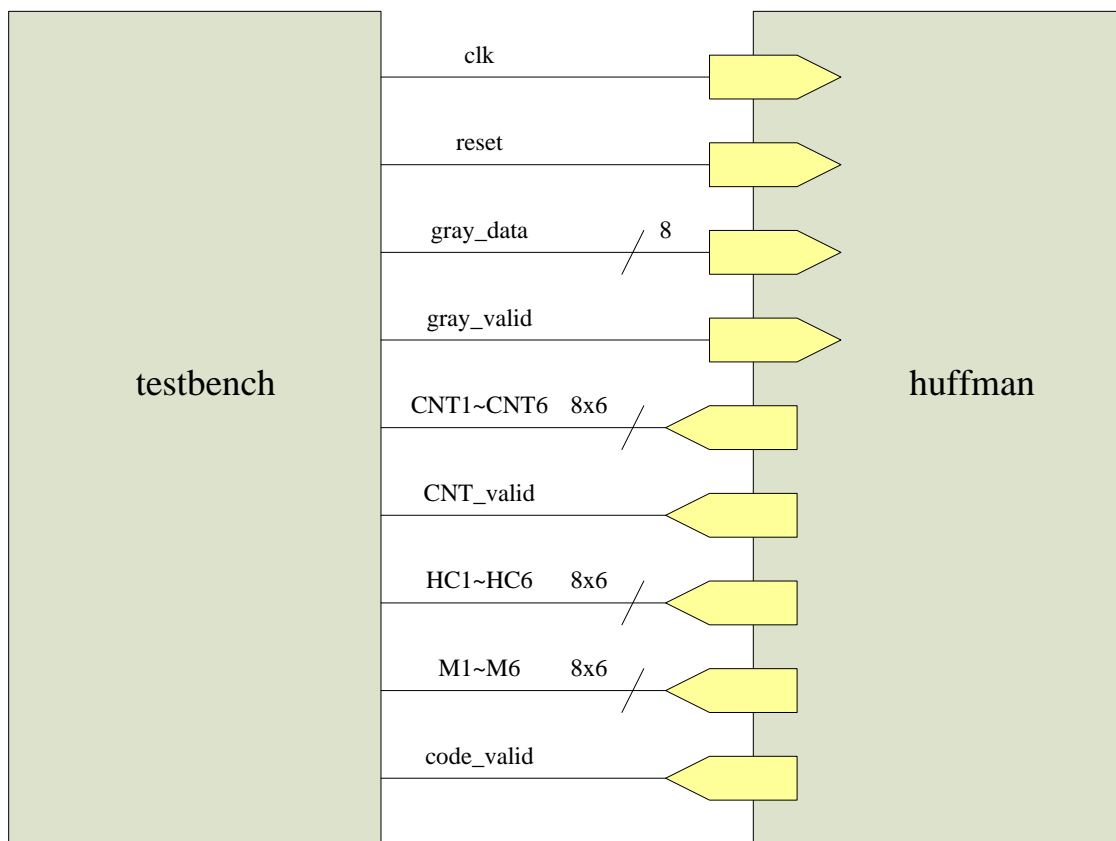 clk
reset
gray_data 8
gray_valid
testbench
huffman
CNT1~CNT6 8x6
CNT_valid
HC1~HC6 8x6
M1~M6 8x6
code_valid